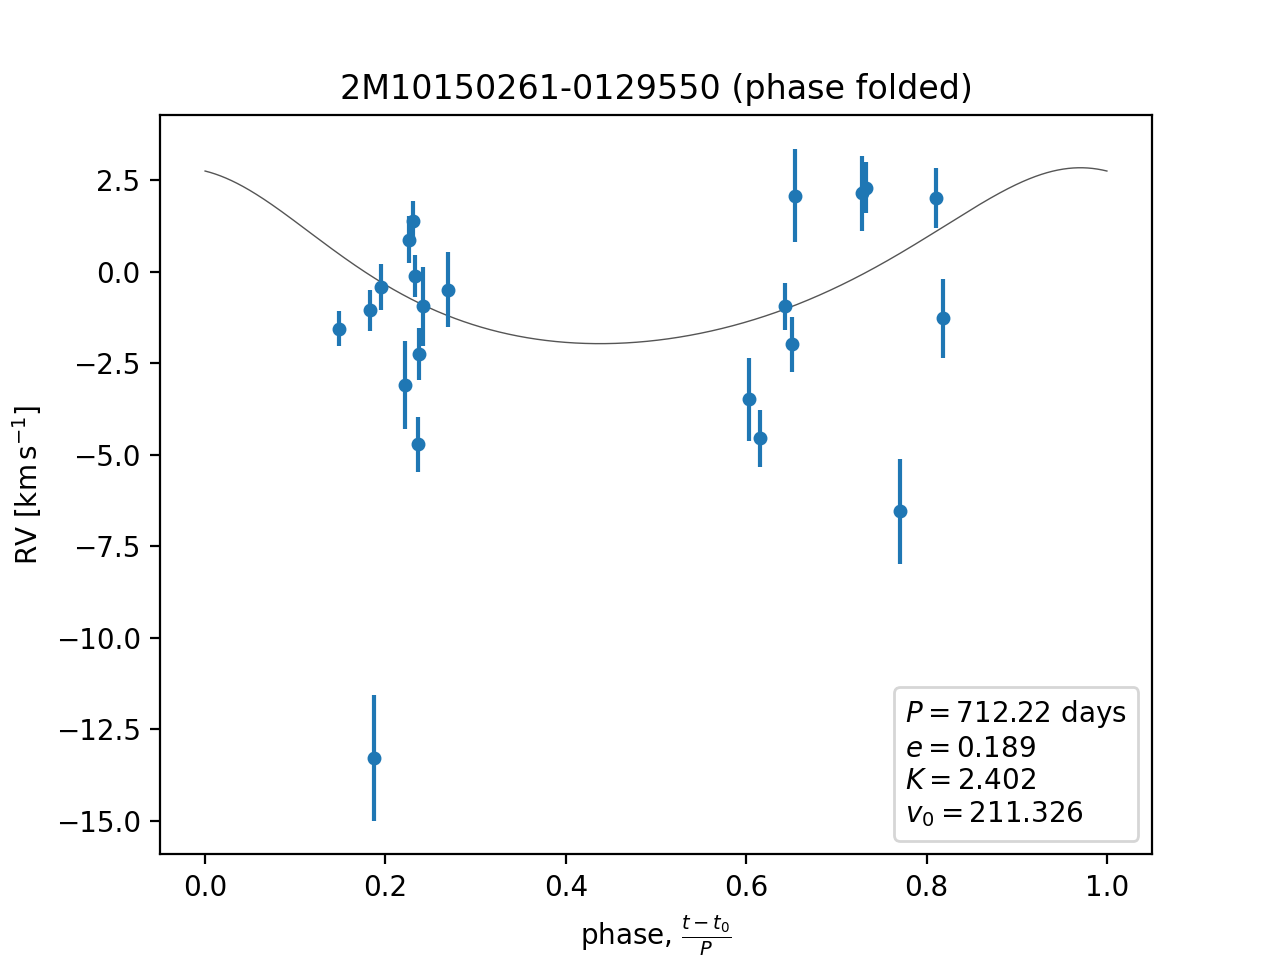 2M10150261-0129550 (phase folded)
RV [km s⁻¹]
2.5
0.0
−2.5
−5.0
−7.5
−10.0
−12.5
−15.0
P = 712.22 days
e = 0.189
K = 2.402
v₀ = 211.326
0.0 0.2 0.4 0.6 0.8 1.0
phase, (t − t₀)/P